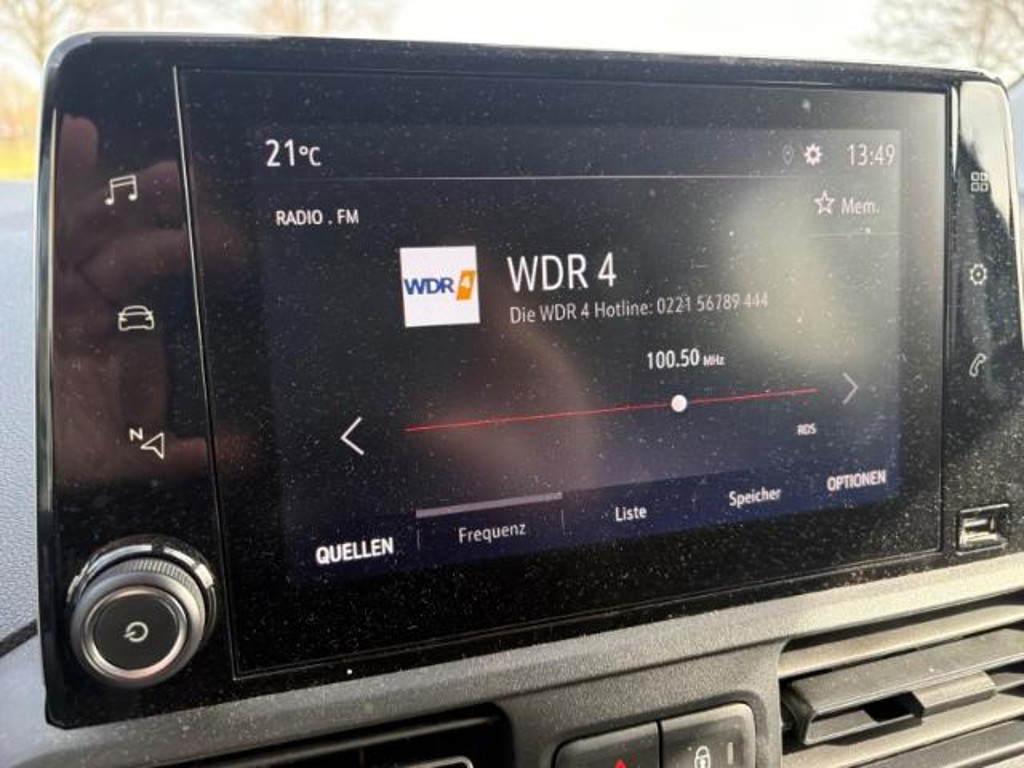 21°C
13:49
RADIO . FM
Mem.
WDR 4
WDR 4
Die WDR 4 Hotline: 0221 56789 444
100.50 MHz
RDS
N
QUELLEN
Frequenz
Liste
Speicher
OPTIONEN